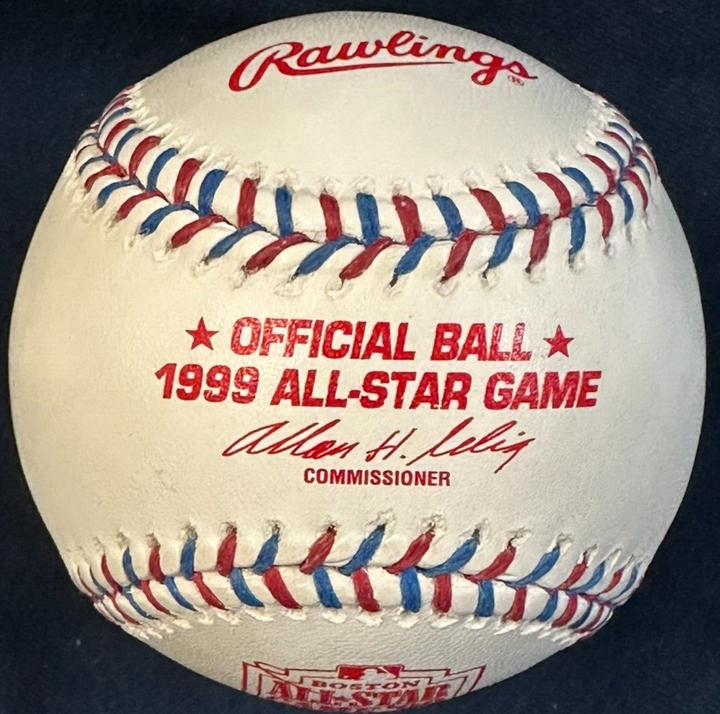 Rawlings®
★ OFFICIAL BALL ★
1999 ALL-STAR GAME
Allan H. Selig
COMMISSIONER
BOSTON
ALL★STAR